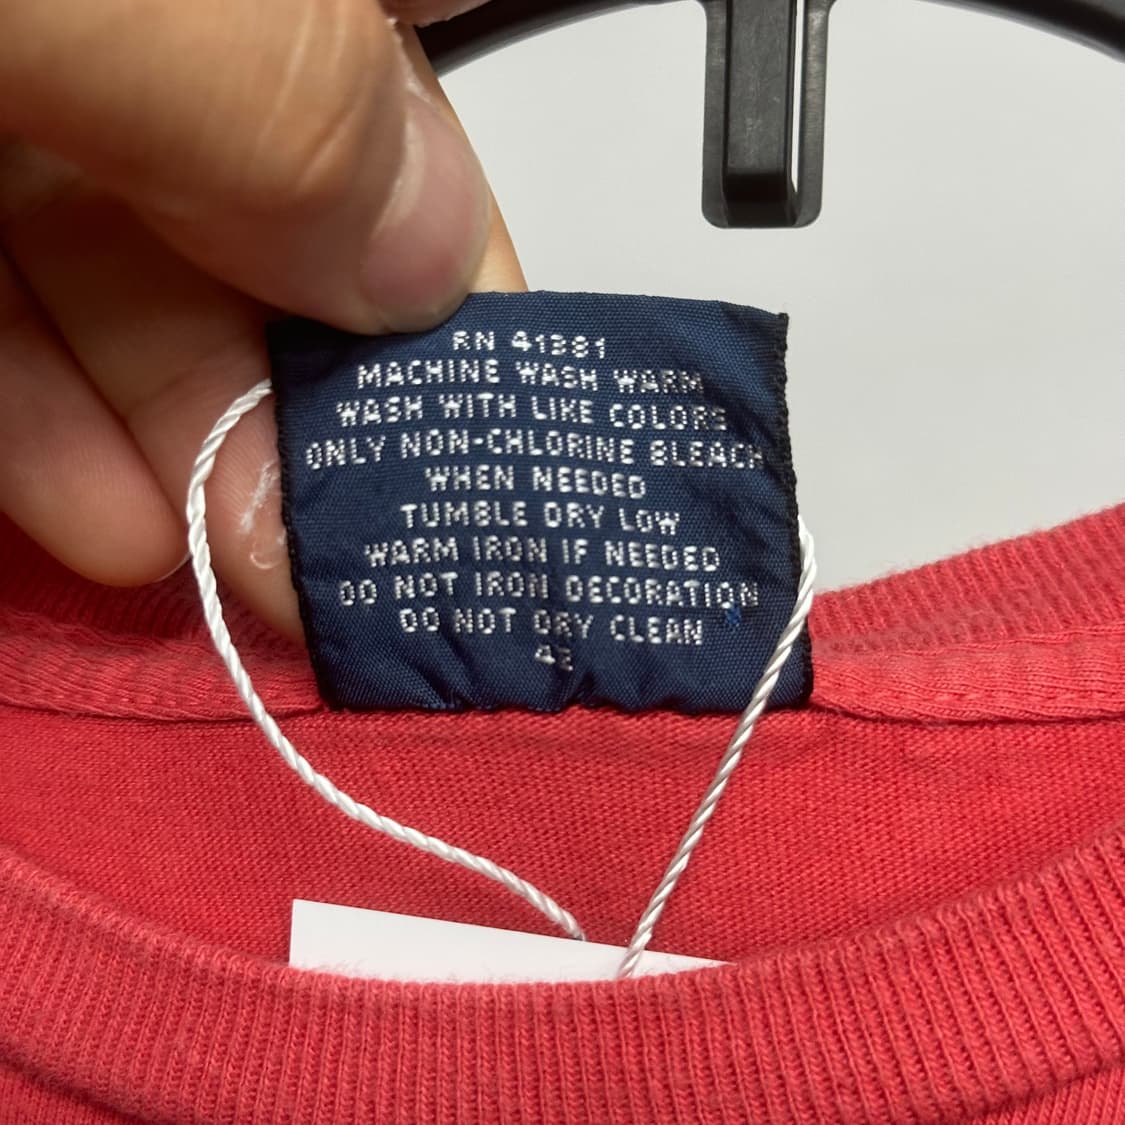 RN 41381
MACHINE WASH WARM
WASH WITH LIKE COLORS
ONLY NON-CHLORINE BLEACH
WHEN NEEDED
TUMBLE DRY LOW
WARM IRON IF NEEDED
DO NOT IRON DECORATION
DO NOT DRY CLEAN